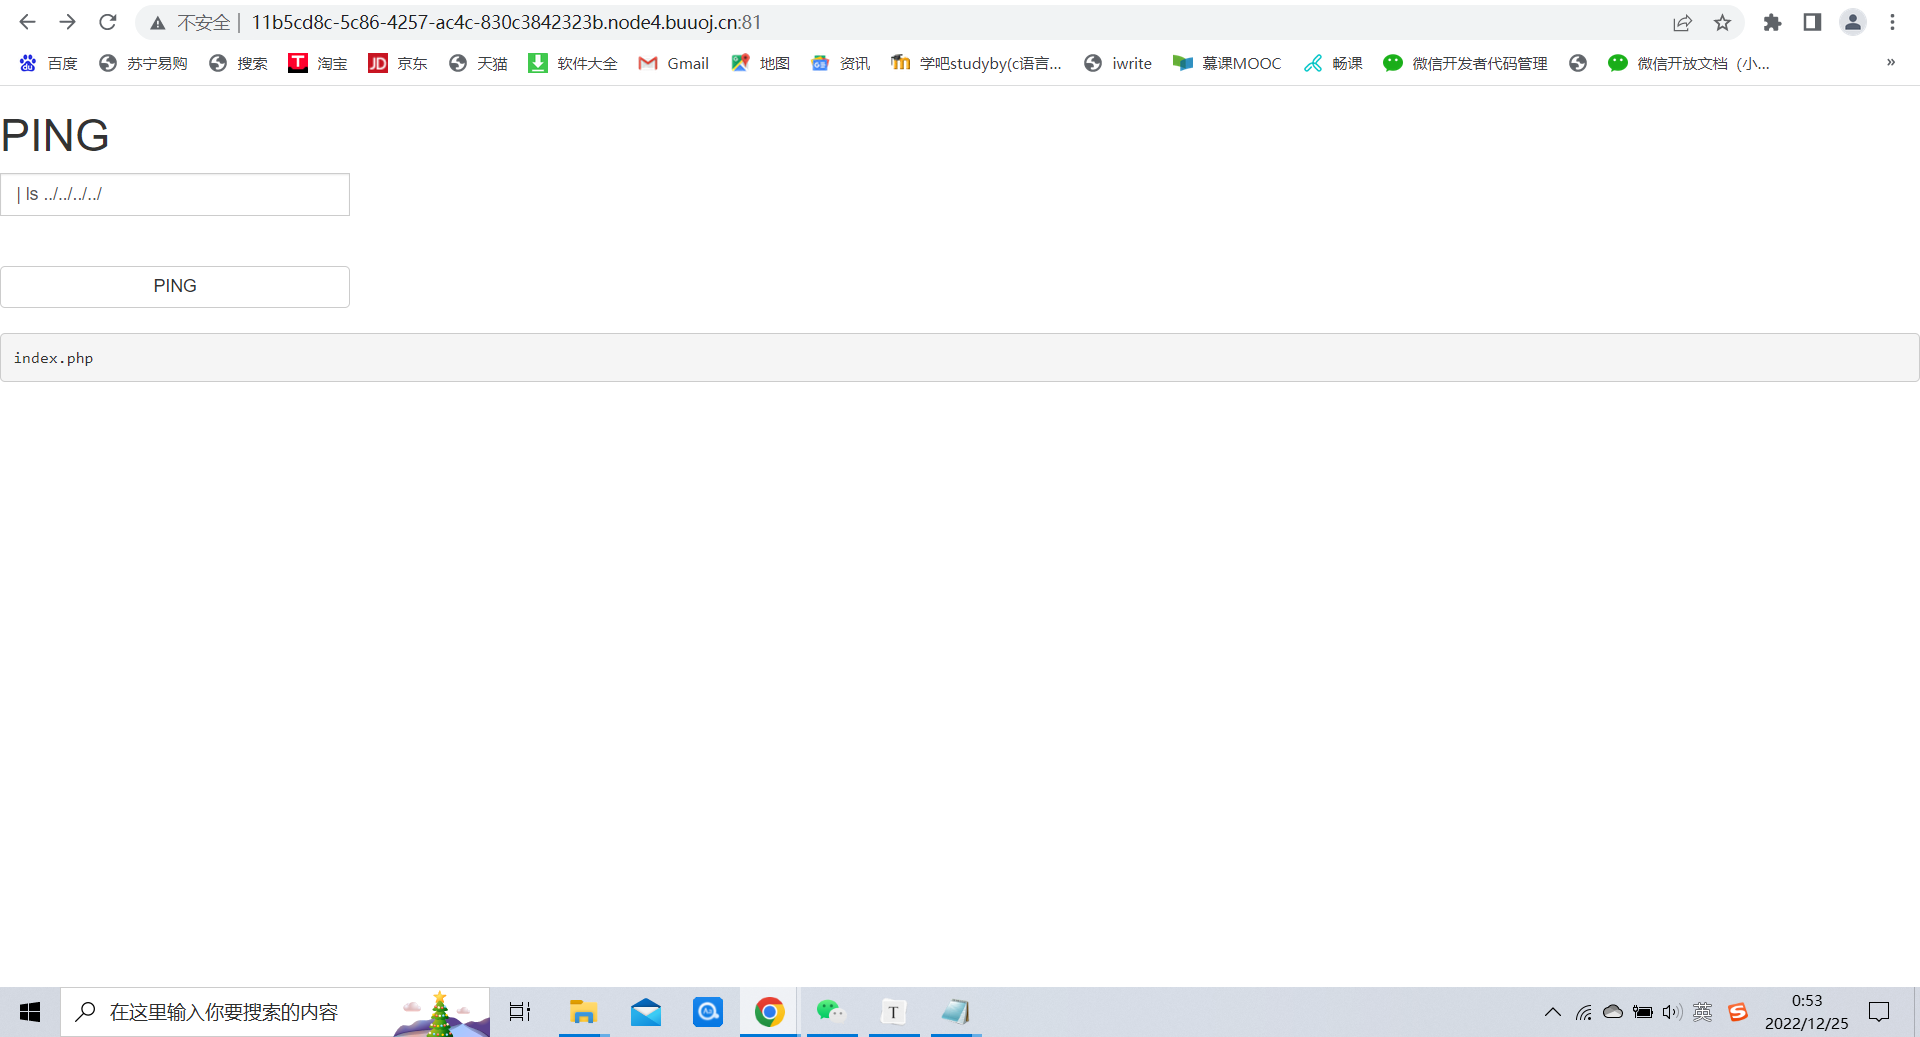 不安全 | 11b5cd8c-5c86-4257-ac4c-830c3842323b.node4.buuoj.cn:81
百度 苏宁易购 搜索 淘宝 京东 天猫 软件大全 Gmail 地图 资讯 学吧studyby(c语言... iwrite 慕课MOOC 畅课 微信开发者代码管理 微信开放文档（小... »
PING
| ls ../../../../
PING
index.php
在这里输入你要搜索的内容
英
0:53
2022/12/25